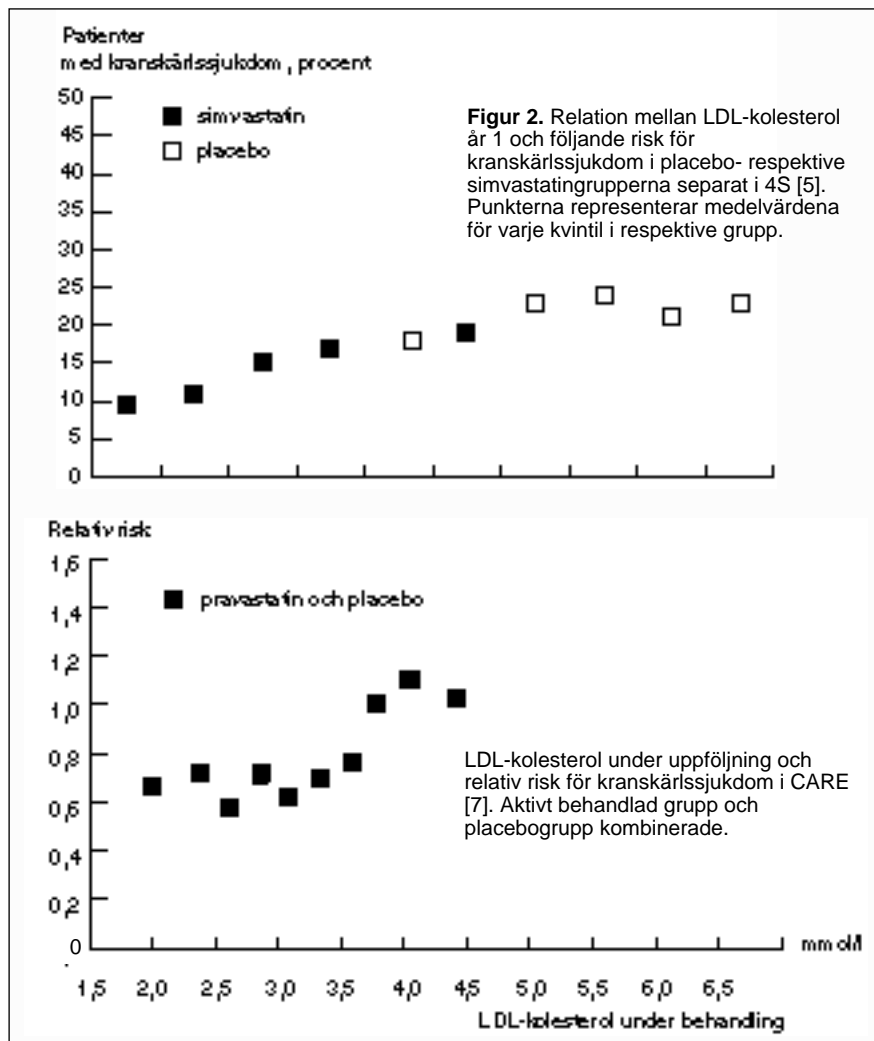 Patienter
med kranskärlssjukdom, procent
50
45
40
35
30
25
20
15
10
5
0
simvastatin
placebo
Figur 2. Relation mellan LDL-kolesterol
år 1 och följande risk för
kranskärlssjukdom i placebo- respektive
simvastatingrupperna separat i 4S [5].
Punkterna representerar medelvärdena
för varje kvintil i respektive grupp.
Relativ risk
1,6
1,4
1,2
1,0
0,8
0,6
0,4
0,2
0
pravastatin och placebo
LDL-kolesterol under uppföljning och
relativ risk för kranskärlssjukdom i CARE
[7]. Aktivt behandlad grupp och
placebogrupp kombinerade.
mmol/l
1,5 2,0 2,5 3,0 3,5 4,0 4,5 5,0 5,5 6,0 6,5
LDL-kolesterol under behandling